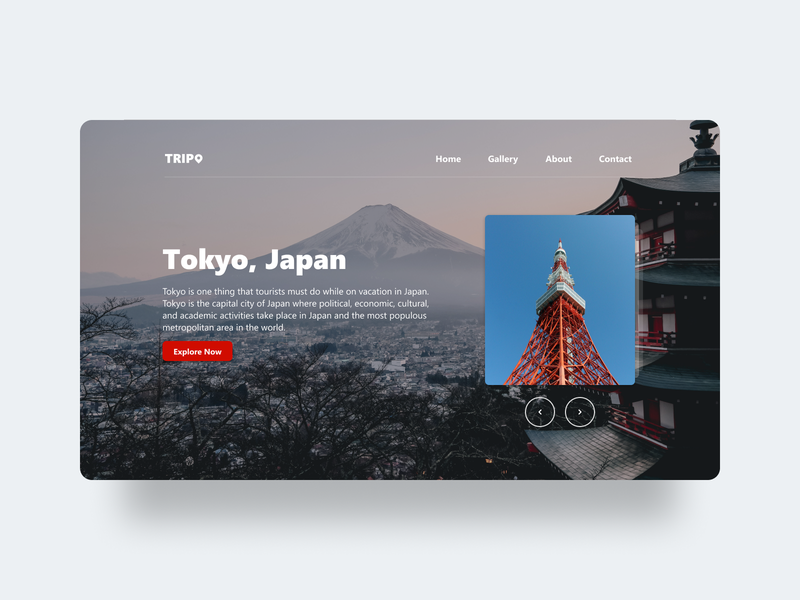 TRIPO
Home Gallery About Contact
Tokyo, Japan
Tokyo is one thing that tourists must do while on vacation in Japan.
Tokyo is the capital city of Japan where political, economic, cultural,
and academic activities take place in Japan and the most populous
metropolitan area in the world.
Explore Now